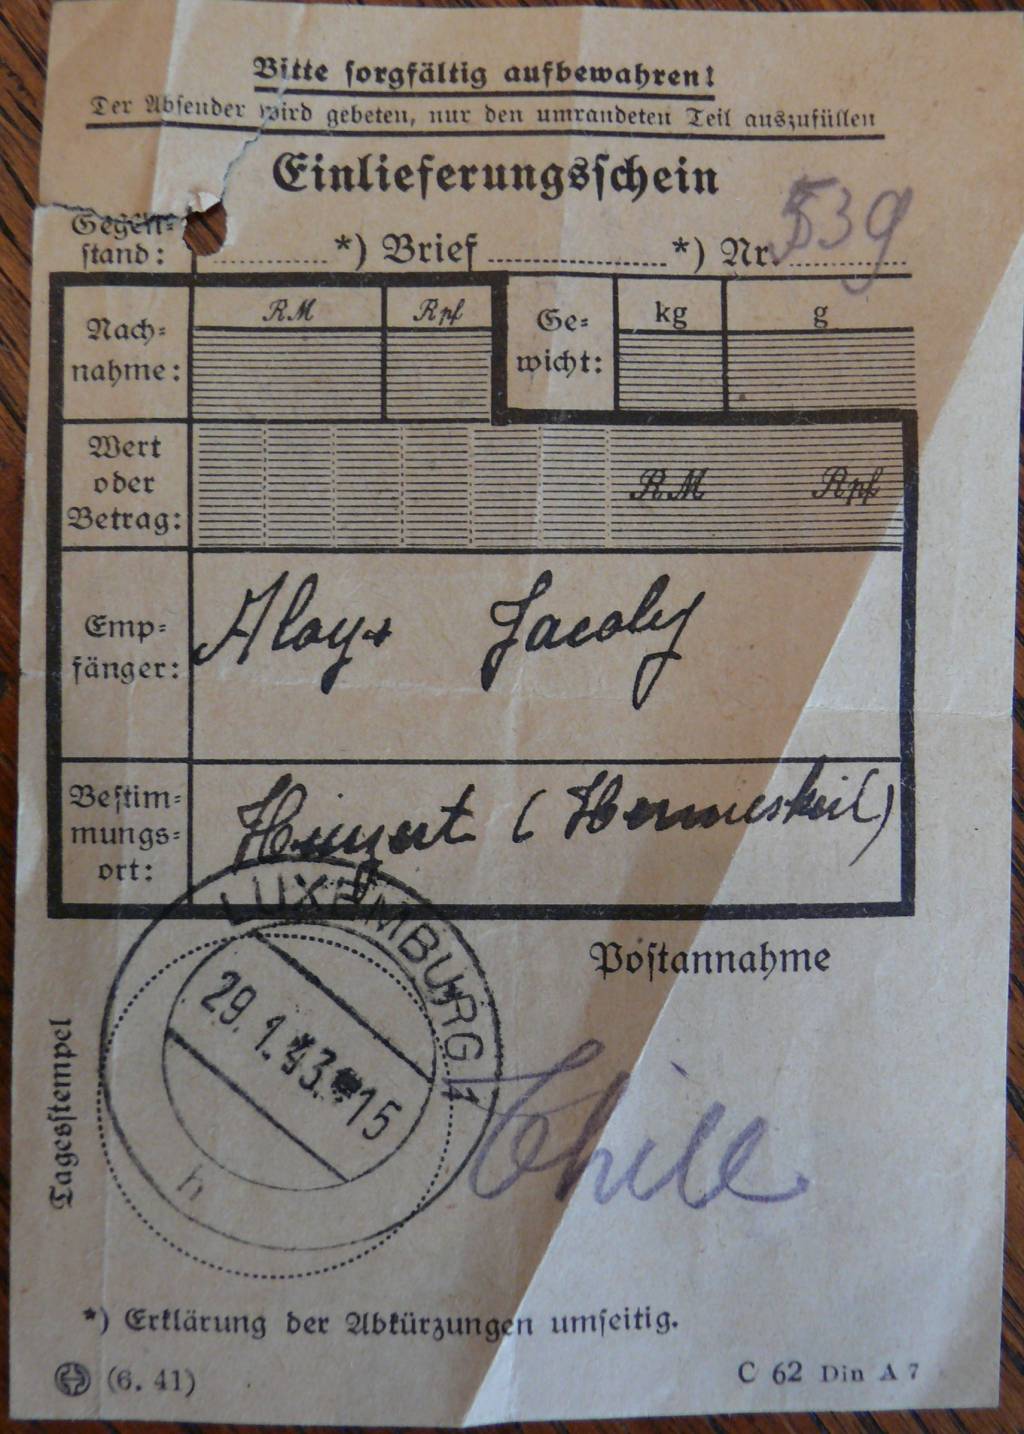 Bitte sorgfältig aufbewahren!
Der Absender wird gebeten, nur den umrandeten Teil auszufüllen
Einlieferungsschein
Gegen-
stand: ............ *) Brief .................. *) Nr. 539
Nach-
nahme:
RM Rpf
Ge-
wicht:
kg g
Wert
oder
Betrag:
RM Rpf
Emp-
fänger:
Aloys Jacoby
Bestim-
mungs-
ort:
Hinzert (Hermeskeil)
Postannahme
Tagesstempel
LUXEMBURG 1
29.1.43.-15
h
*) Erklärung der Abkürzungen umseitig.
(6. 41)
C 62 Din A 7